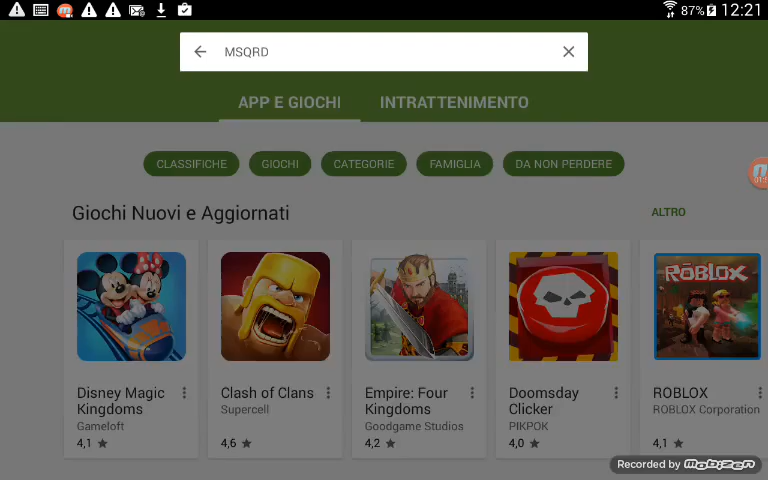 87% 12:21
MSQRD
APP E GIOCHI INTRATTENIMENTO
CLASSIFICHE GIOCHI CATEGORIE FAMIGLIA DA NON PERDERE
Giochi Nuovi e Aggiornati ALTRO
ROBLOX
Disney Magic Kingdoms
Gameloft
4,1
Clash of Clans
Supercell
4,6
Empire: Four Kingdoms
Goodgame Studios
4,2
Doomsday Clicker
PIKPOK
4,0
ROBLOX
ROBLOX Corporation
4,1
Recorded by mobizen